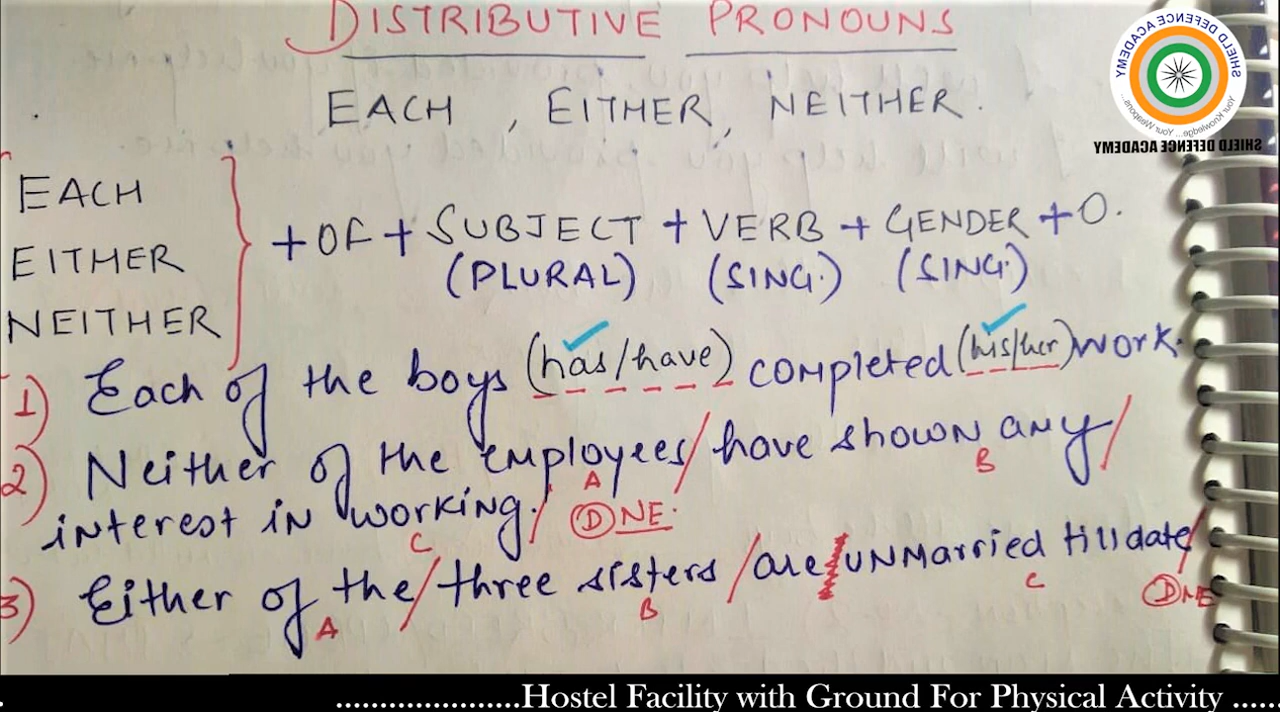 DISTRIBUTIVE PRONOUNS
SHIELD DEFENCE ACADEMY
Your Knowledge... Your Weapons...
SHIELD DEFENCE ACADEMY
EACH , EITHER, NEITHER.
EACH
EITHER
NEITHER
+ OF + SUBJECT + VERB + GENDER + O.
(PLURAL) (SING.) (SING.)
1) Each of the boys (has/have) completed (his/her) work.
2) Neither of the employees/ have shown any/
A B
interest in working./ D NE.
C
3) Either of the/ three sisters / are unmarried till date/
A B C D NE
....................Hostel Facility with Ground For Physical Activity .....